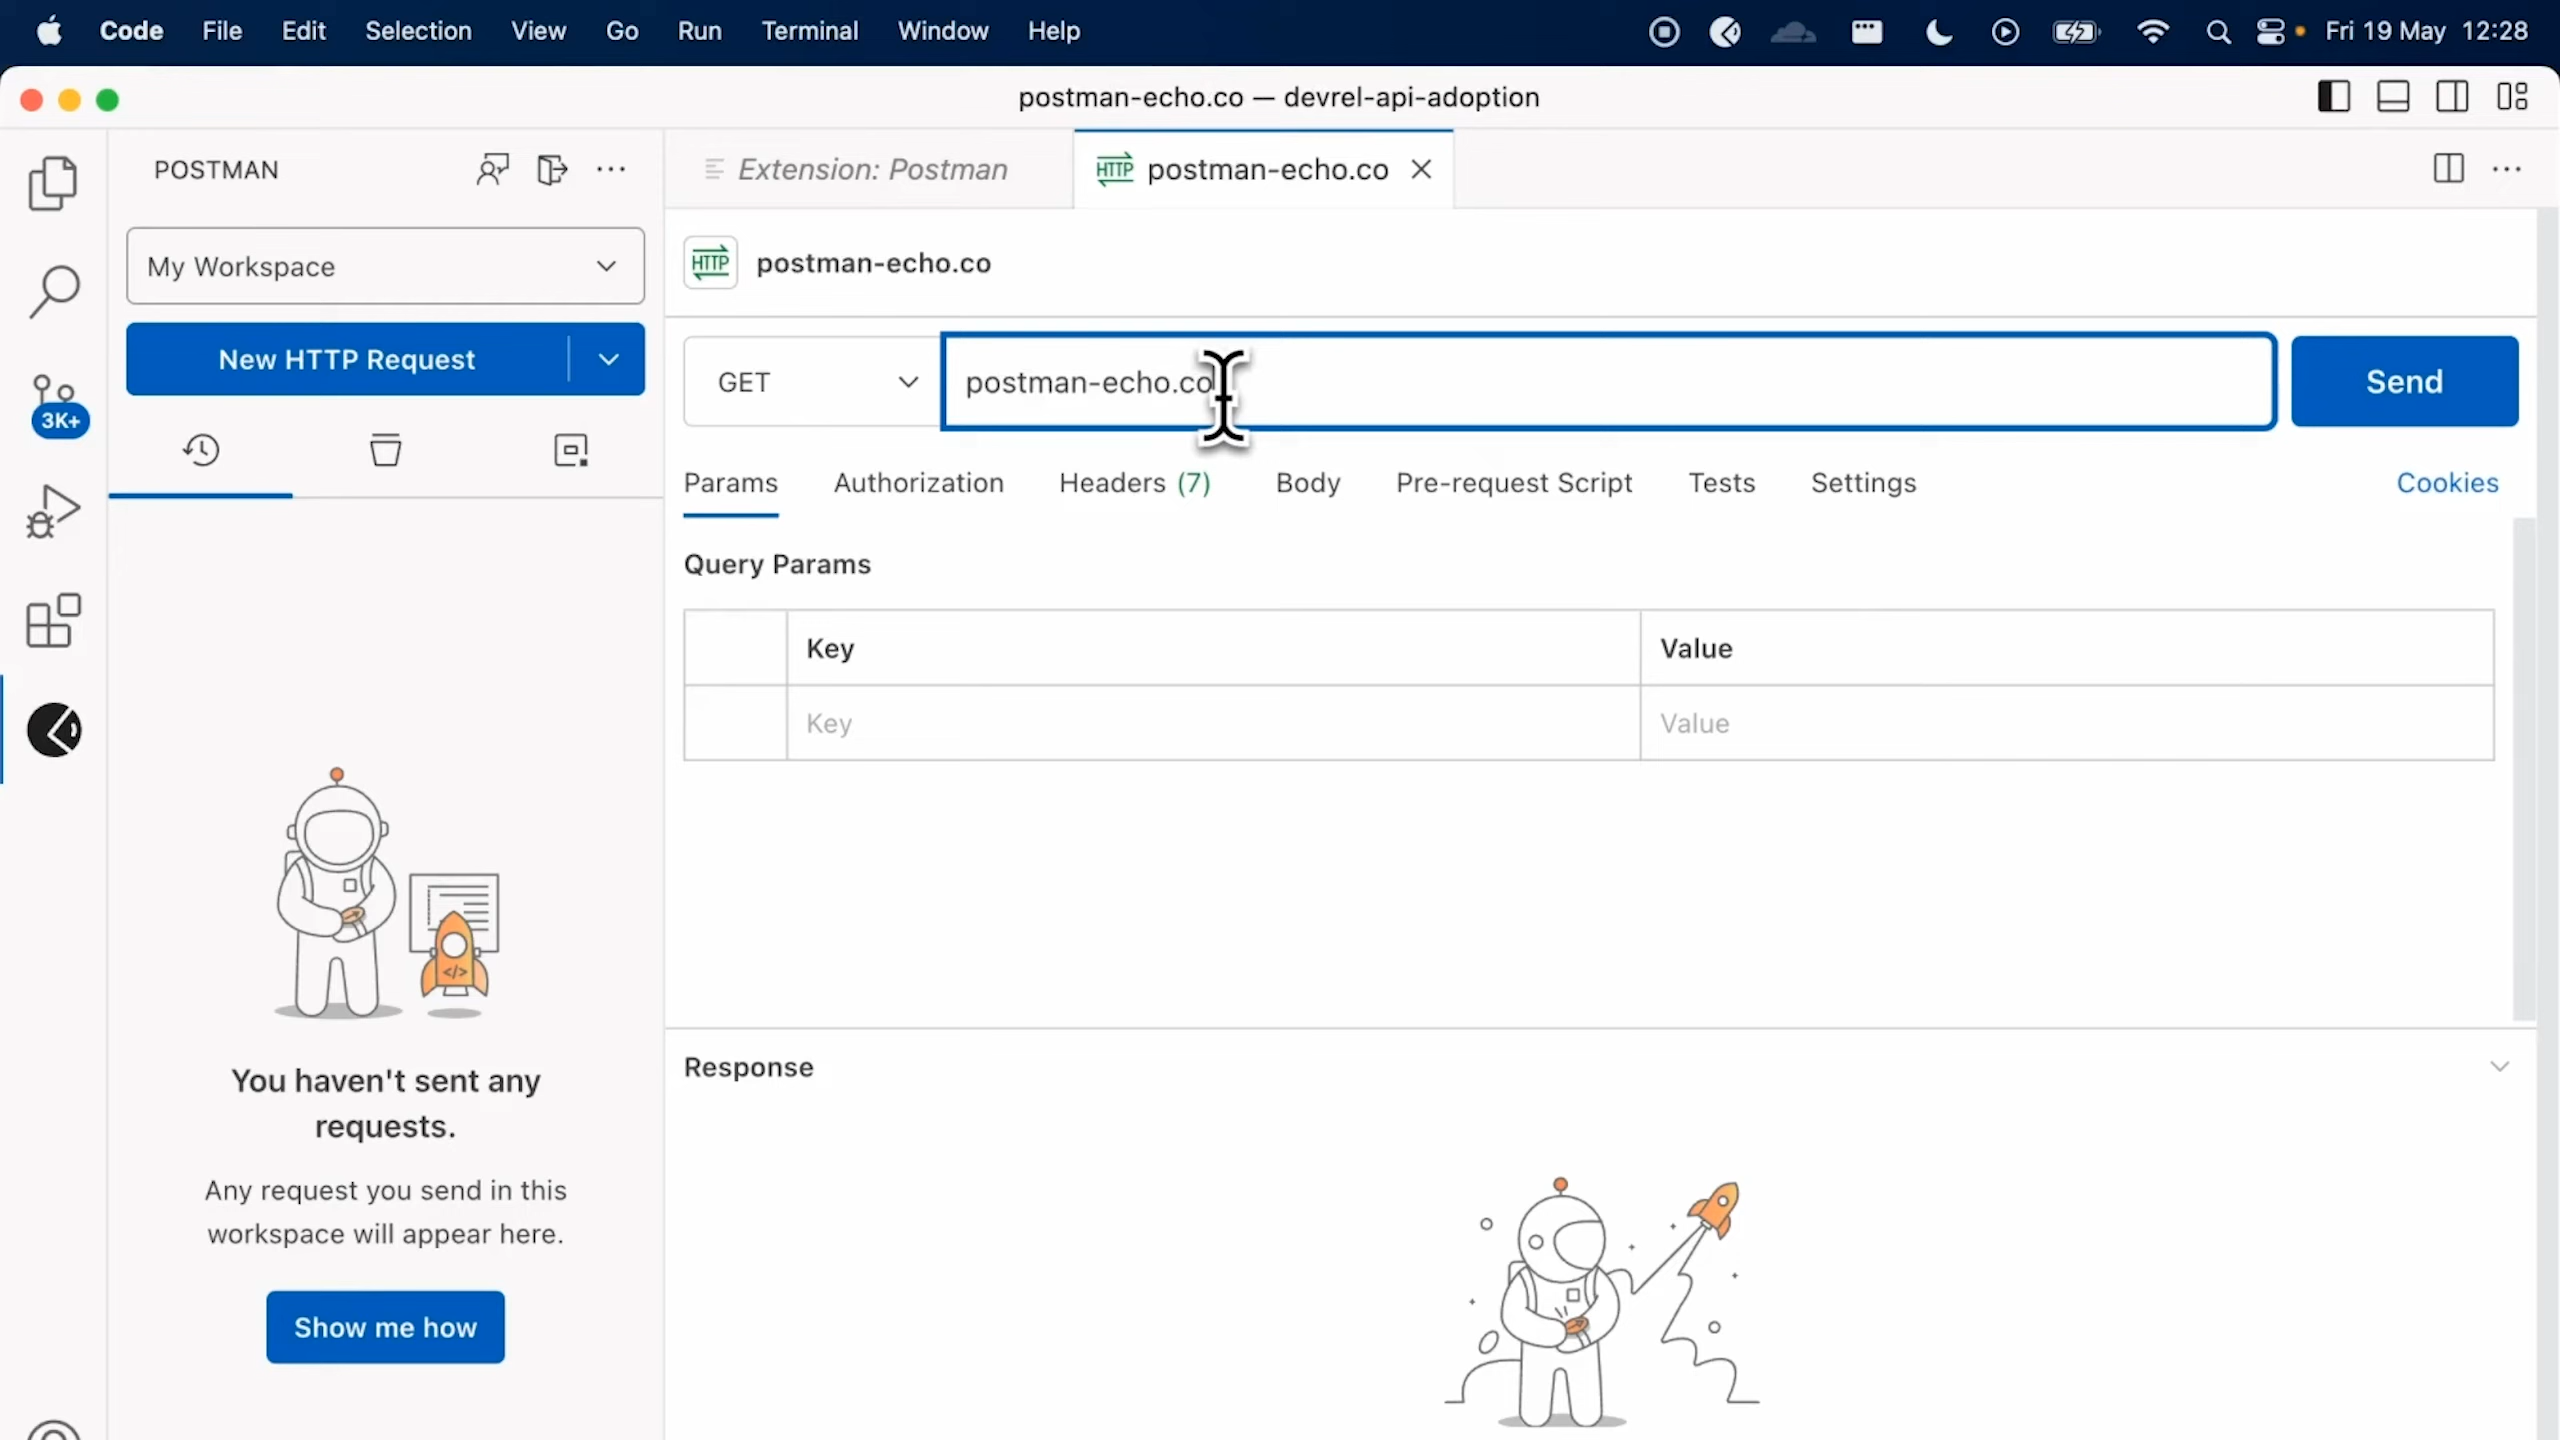 Code File Edit Selection View Go Run Terminal Window Help Fri 19 May 12:28
postman-echo.co — devrel-api-adoption
POSTMAN
Extension: Postman
HTTP postman-echo.co
My Workspace
HTTP postman-echo.co
New HTTP Request
GET
postman-echo.co
Send
3K+
Params Authorization Headers (7) Body Pre-request Script Tests Settings Cookies
Query Params
Key Value
Key Value
</>
You haven't sent any
requests.
Any request you send in this
workspace will appear here.
Show me how
Response